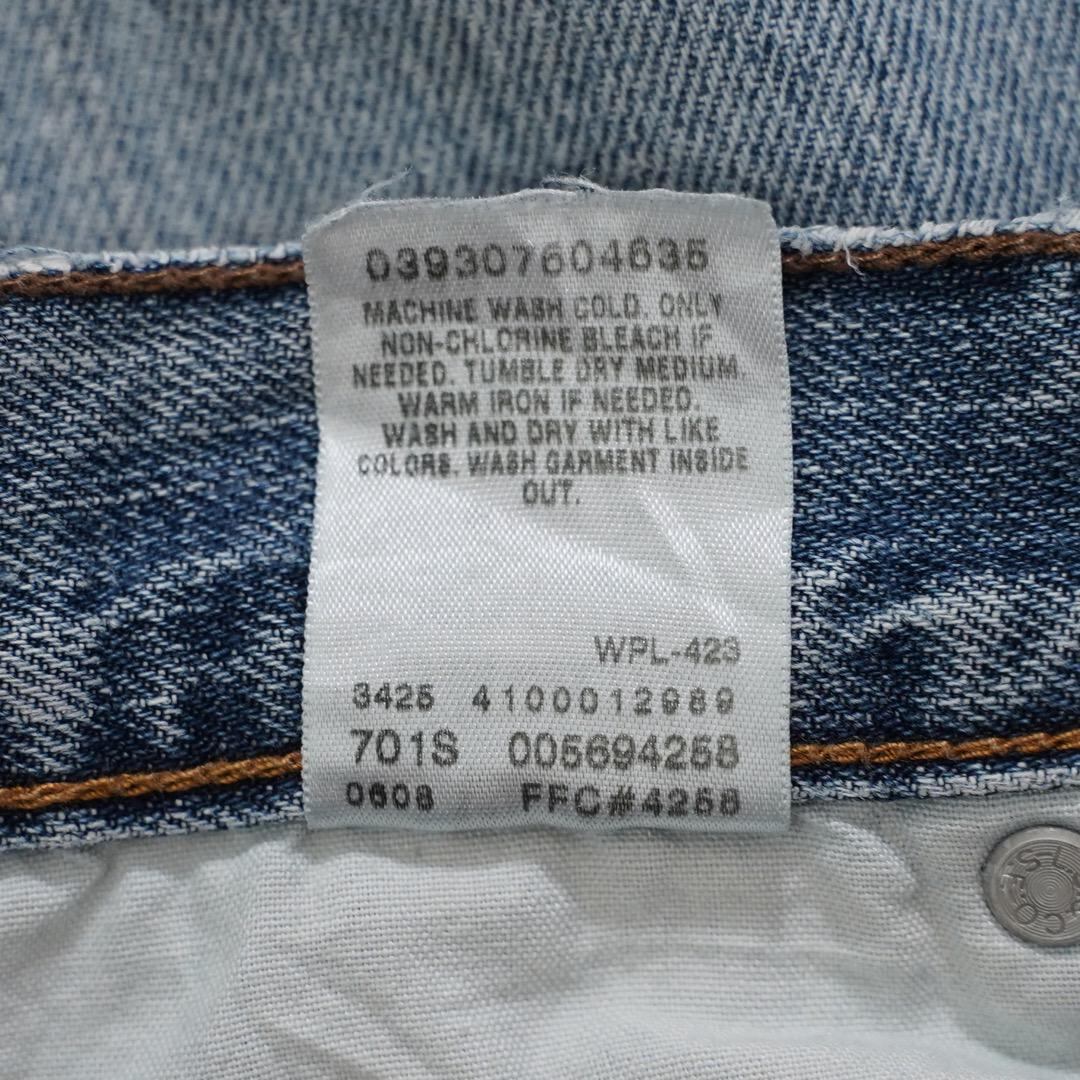 039307604635
MACHINE WASH COLD. ONLY
NON-CHLORINE BLEACH IF
NEEDED. TUMBLE DRY MEDIUM.
WARM IRON IF NEEDED.
WASH AND DRY WITH LIKE
COLORS. WASH GARMENT INSIDE
OUT.
WPL-423
3425 41000012989
701S 005694258
0608 FFC#4258